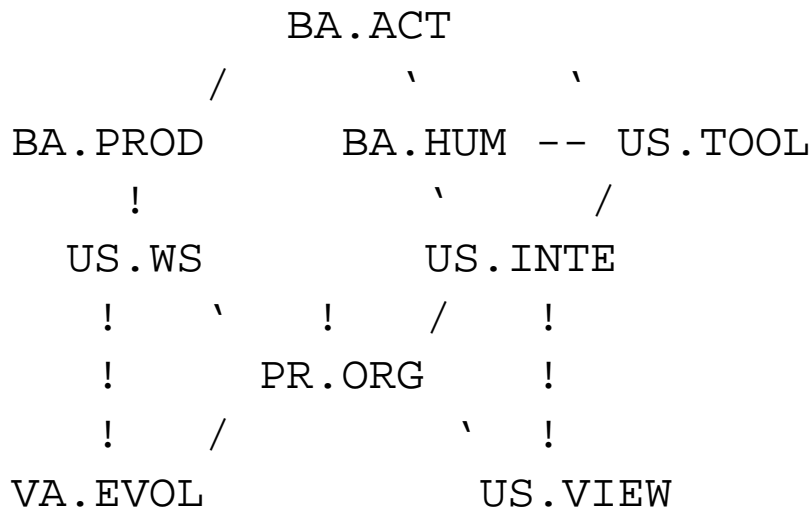 BA.ACT
/ ` `
BA.PROD BA.HUM -- US.TOOL
! ` /
US.WS US.INTE
! ` ! / !
! PR.ORG !
! / ` !
VA.EVOL US.VIEW